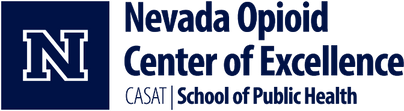 N
Nevada Opioid
Center of Excellence
CASAT | School of Public Health